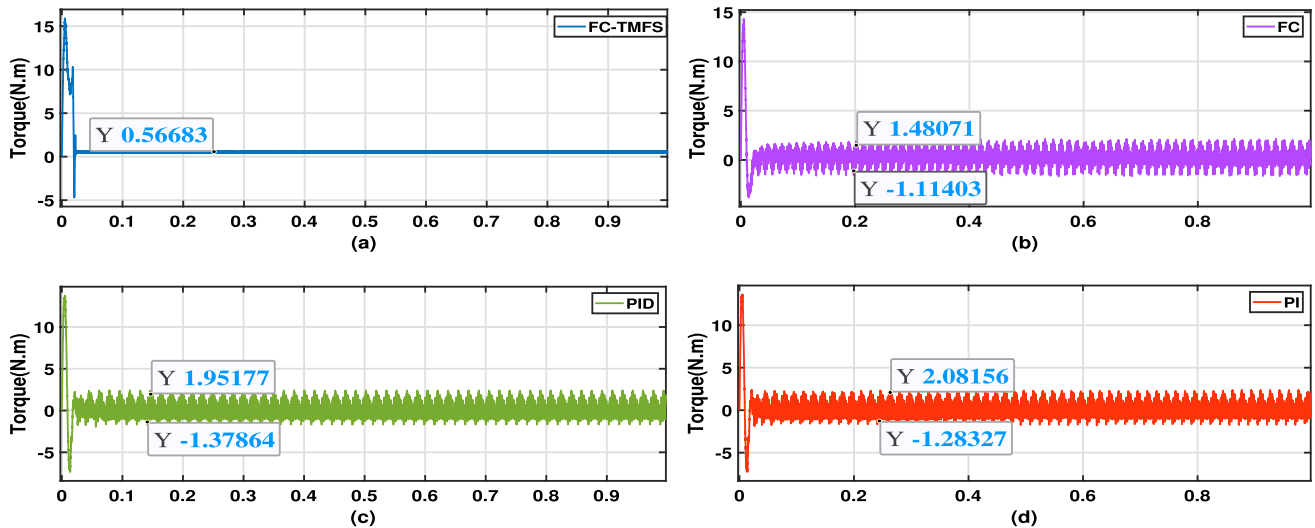 FC-TMFS
Torque(N.m)
15
10
5
0
-5
Y 0.56683
0 0.1 0.2 0.3 0.4 0.5 0.6 0.7 0.8 0.9
(a)
FC
Torque(N.m)
15
10
5
0
Y 1.48071
Y -1.11403
0 0.2 0.4 0.6 0.8
(b)
PID
Torque(N.m)
10
5
0
-5
Y 1.95177
Y -1.37864
0 0.1 0.2 0.3 0.4 0.5 0.6 0.7 0.8 0.9
(c)
PI
Torque(N.m)
10
5
0
-5
Y 2.08156
Y -1.28327
0 0.2 0.4 0.6 0.8
(d)